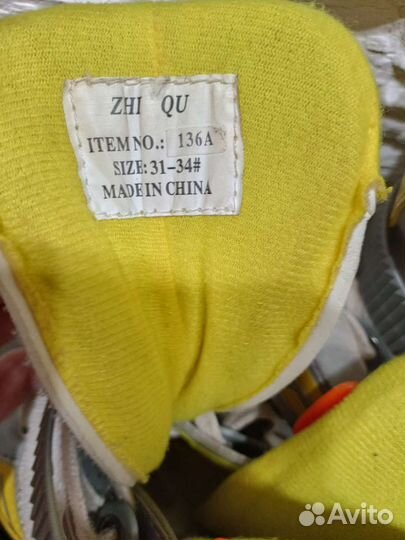 ZHI QU
ITEM NO.: 136A
SIZE: 31-34#
MADE IN CHINA
Avito